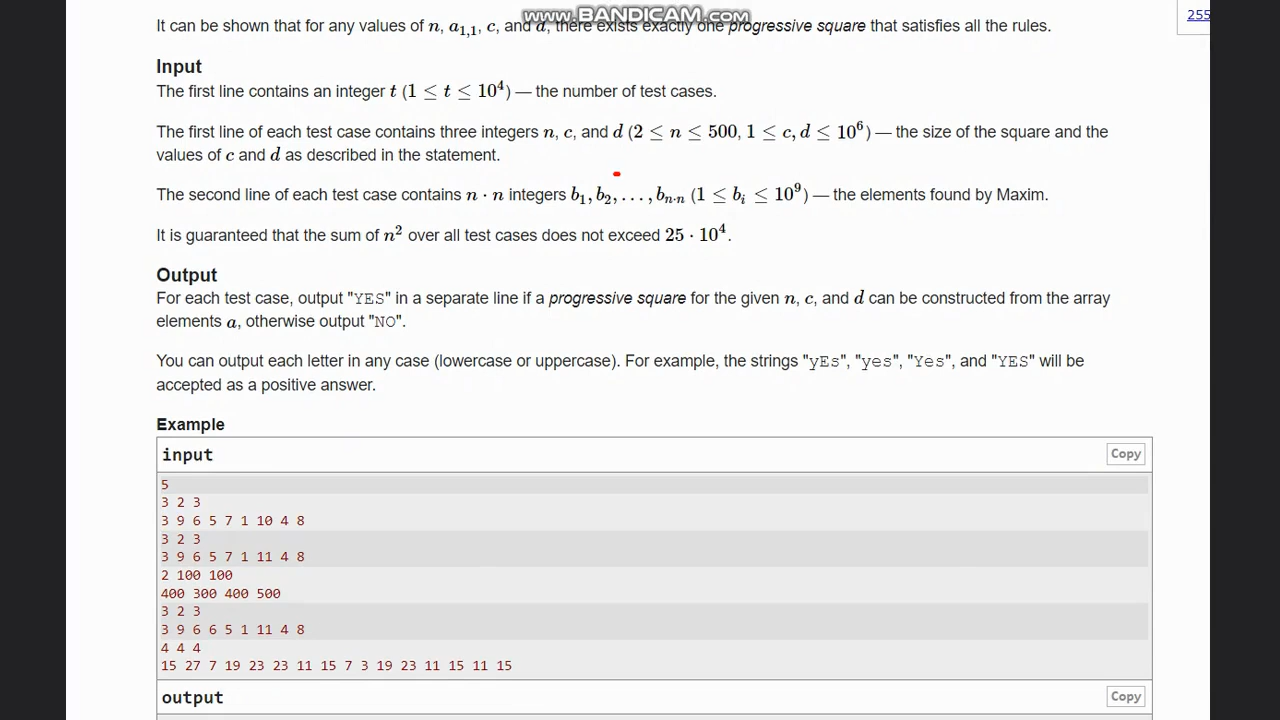 www.BANDICAM.com
255
It can be shown that for any values of n, a1,1, c, and d, there exists exactly one progressive square that satisfies all the rules.
Input
The first line contains an integer t (1 ≤ t ≤ 10^4) — the number of test cases.
The first line of each test case contains three integers n, c, and d (2 ≤ n ≤ 500, 1 ≤ c, d ≤ 10^6) — the size of the square and the
values of c and d as described in the statement.
The second line of each test case contains n · n integers b1, b2, . . . , bn·n (1 ≤ bi ≤ 10^9) — the elements found by Maxim.
It is guaranteed that the sum of n^2 over all test cases does not exceed 25 · 10^4.
Output
For each test case, output "YES" in a separate line if a progressive square for the given n, c, and d can be constructed from the array
elements a, otherwise output "NO".
You can output each letter in any case (lowercase or uppercase). For example, the strings "yEs", "yes", "Yes", and "YES" will be
accepted as a positive answer.
Example
input Copy
5
3 2 3
3 9 6 5 7 1 10 4 8
3 2 3
3 9 6 5 7 1 11 4 8
2 100 100
400 300 400 500
3 2 3
3 9 6 6 5 1 11 4 8
4 4 4
15 27 7 19 23 23 11 15 7 3 19 23 11 15 11 15
output Copy